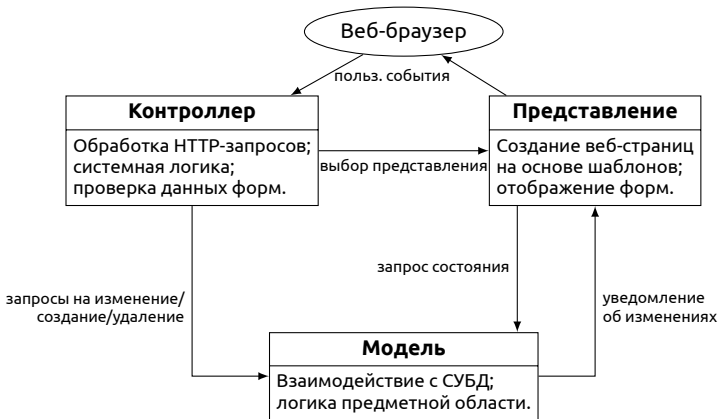 Веб-браузер
польз. события
Контроллер
Обработка HTTP-запросов;
системная логика;
проверка данных форм.
выбор представления
Представление
Создание веб-страниц
на основе шаблонов;
отображение форм.
запрос состояния
запросы на изменение/
создание/удаление
уведомление
об изменениях
Модель
Взаимодействие с СУБД;
логика предметной области.